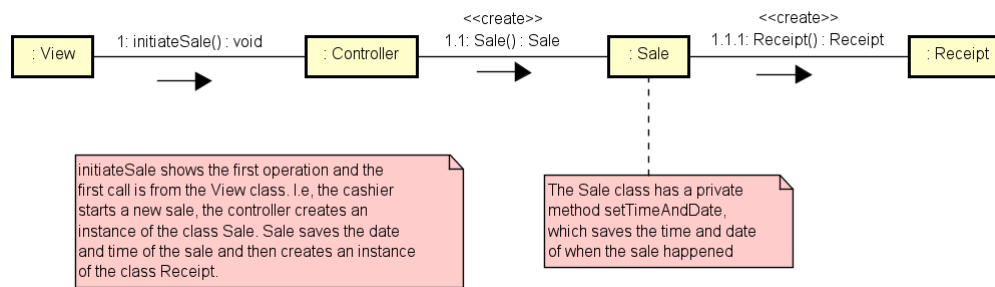 <<create>>
<<create>>
1: initiateSale() : void
1.1: Sale() : Sale
1.1.1: Receipt() : Receipt
: View
: Controller
: Sale
: Receipt
initiateSale shows the first operation and the
first call is from the View class. I.e, the cashier
starts a new sale, the controller creates an
instance of the class Sale. Sale saves the date
and time of the sale and then creates an instance
of the class Receipt.
The Sale class has a private
method setTimeAndDate,
which saves the time and date
of when the sale happened